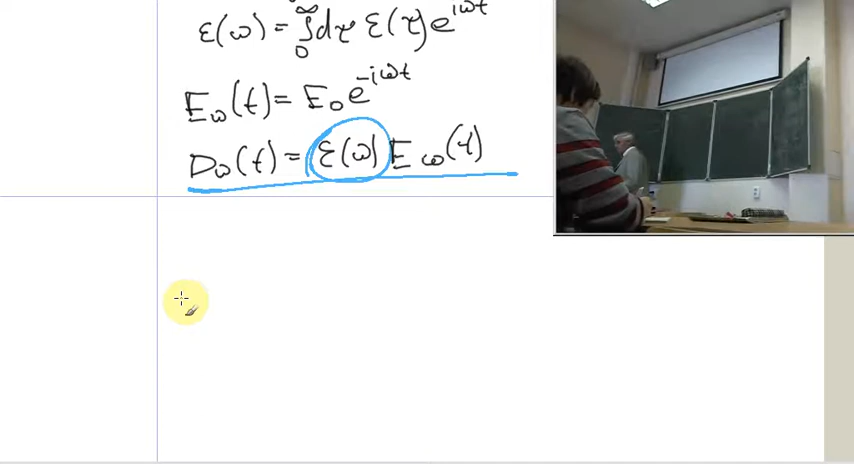 ε(ω) = ∫₀^∞ dτ ε(τ) e^{iωτ}
E_ω(t) = E₀ e^{-iωt}
D_ω(t) = ε(ω) E_ω(t)